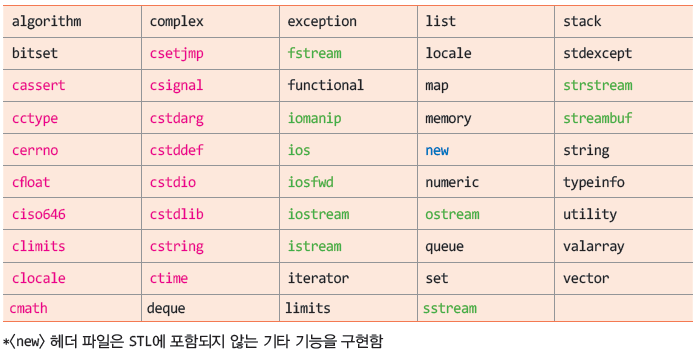 algorithm complex exception list stack
bitset csetjmp fstream locale stdexcept
cassert csignal functional map strstream
cctype cstdarg iomanip memory streambuf
cerrno cstddef ios new string
cfloat cstdio iosfwd numeric typeinfo
ciso646 cstdlib iostream ostream utility
climits cstring istream queue valarray
clocale ctime iterator set vector
cmath deque limits sstream
*<new> 헤더 파일은 STL에 포함되지 않는 기타 기능을 구현함